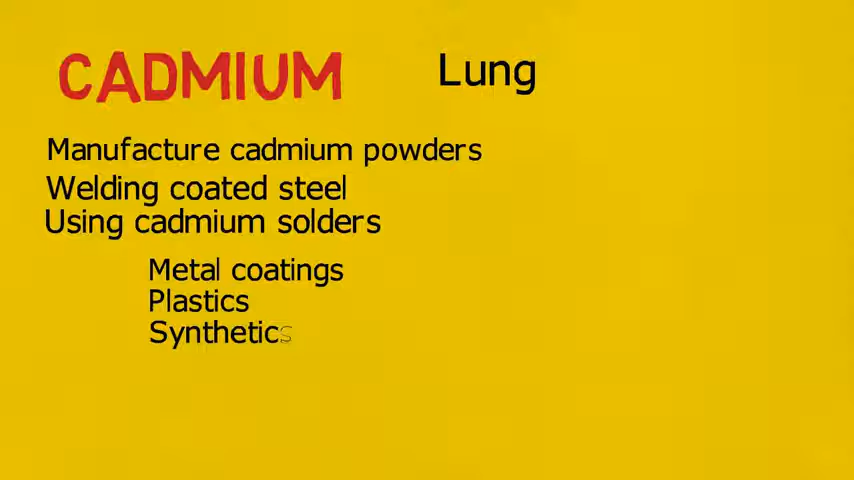 CADMIUM
Lung
Manufacture cadmium powders
Welding coated steel
Using cadmium solders
Metal coatings
Plastics
Synthetics